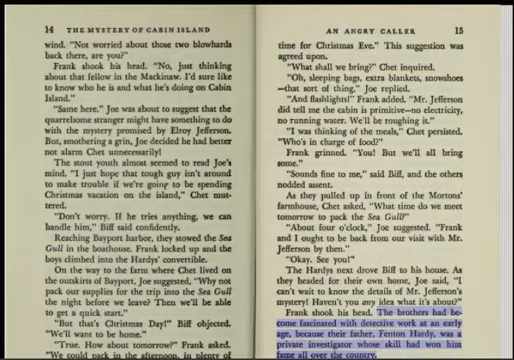 14 THE MYSTERY OF CABIN ISLAND
wind. "Not worried about those two blowhards
back there, are you?"
Frank shook his head. "No, just thinking
about that fellow in the Mackinaw. I'd sure like
to know who he is and what he's doing on Cabin
Island."
"Same here." Joe was about to suggest that the
quarrelsome stranger might have something to do
with the mystery promised by Elroy Jefferson.
But, smothering a grin, Joe decided he had better
not alarm Chet unnecessarily!
The stout youth almost seemed to read Joe's
mind. "I just hope that tough guy isn't around
to make trouble if we're going to be spending
Christmas vacation on the island," Chet mut-
tered.
"Don't worry. If he tries anything, we can
handle him," Biff said confidently.
Reaching Bayport harbor, they stowed the Sea
Gull in the boathouse. Frank locked up and the
boys climbed into the Hardys' convertible.
On the way to the farm where Chet lived on
the outskirts of Bayport, Joe suggested, "Why not
pack our supplies for the trip into the Sea Gull
the night before we leave? Then we'll be able
to get a quick start."
"But that's Christmas Day!" Biff objected.
"We'll want to be home."
"True. How about tomorrow?" Frank asked.
"We could pack in the afternoon, in plenty of
AN ANGRY CALLER 15
time for Christmas Eve." This suggestion was
agreed upon.
"What shall we bring?" Chet inquired.
"Oh, sleeping bags, extra blankets, snowshoes
—that sort of thing," Joe replied.
"And flashlights!" Frank added. "Mr. Jefferson
did tell me the cabin is primitive—no electricity,
no running water. We'll be roughing it."
"I was thinking of the meals," Chet persisted.
"Who's in charge of food?"
Frank grinned. "You! But we'll all bring
some."
"Sounds fine to me," said Biff, and the others
nodded assent.
As they pulled up in front of the Mortons'
farmhouse, Chet asked, "What time do we meet
tomorrow to pack the Sea Gull?"
"About four o'clock," Joe suggested. "Frank
and I ought to be back from our visit with Mr.
Jefferson by then."
"Okay. See you!"
The Hardys next drove Biff to his house. As
they headed for their own home, Joe said, "I
can't wait to know the details of Mr. Jefferson's
mystery! Haven't you any idea what it's about?"
Frank shook his head. The brothers had be-
come fascinated with detective work at an early
age, because their father, Fenton Hardy, was a
private investigator whose skill had won him
fame all over the country.